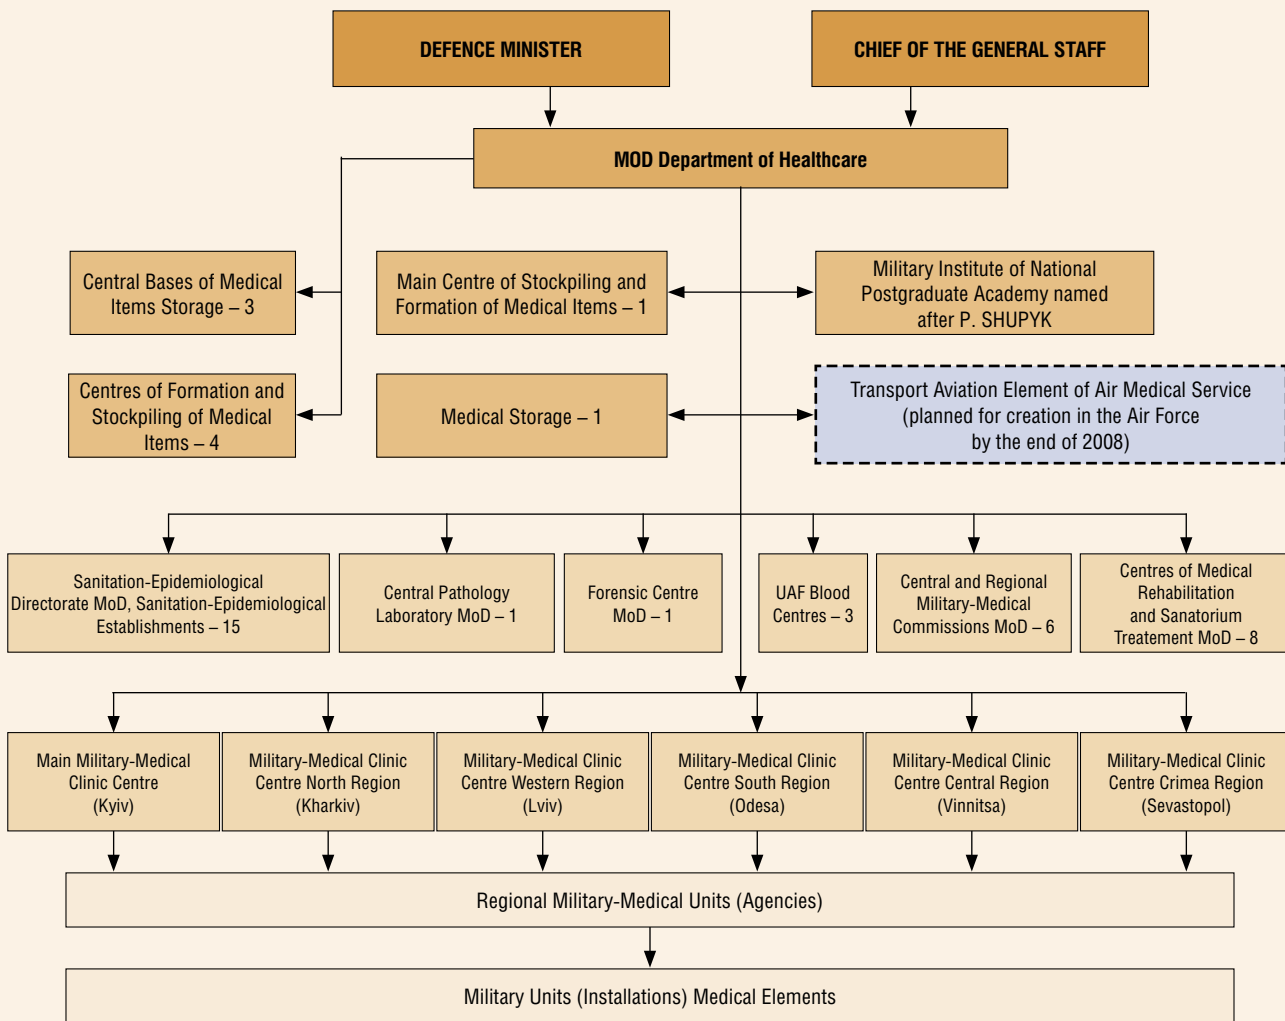 DEFENCE MINISTER
CHIEF OF THE GENERAL STAFF
MOD Department of Healthcare
Central Bases of Medical
Items Storage – 3
Main Centre of Stockpiling and
Formation of Medical Items – 1
Military Institute of National
Postgraduate Academy named
after P. SHUPYK
Centres of Formation and
Stockpiling of Medical
Items – 4
Medical Storage – 1
Transport Aviation Element of Air Medical Service
(planned for creation in the Air Force
by the end of 2008)
Sanitation-Epidemiological
Directorate MoD, Sanitation-Epidemiological
Establishments – 15
Central Pathology
Laboratory MoD – 1
Forensic Centre
MoD – 1
UAF Blood
Centres – 3
Central and Regional
Military-Medical
Commissions MoD – 6
Centres of Medical
Rehabilitation
and Sanatorium
Treatement MoD – 8
Main Military-Medical
Clinic Centre
(Kyiv)
Military-Medical Clinic
Centre North Region
(Kharkiv)
Military-Medical Clinic
Centre Western Region
(Lviv)
Military-Medical Clinic
Centre South Region
(Odesa)
Military-Medical Clinic
Centre Central Region
(Vinnitsa)
Military-Medical Clinic
Centre Crimea Region
(Sevastopol)
Regional Military-Medical Units (Agencies)
Military Units (Installations) Medical Elements